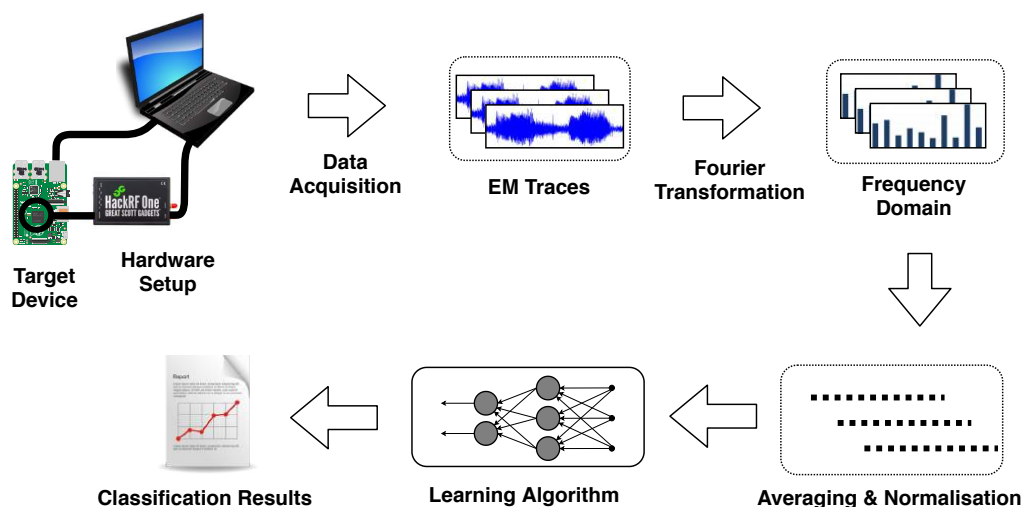 HackRF One
GREAT SCOTT GADGETS
Target
Device
Hardware
Setup
Data
Acquisition
EM Traces
Fourier
Transformation
Frequency
Domain
Report
Classification Results
Learning Algorithm
Averaging & Normalisation